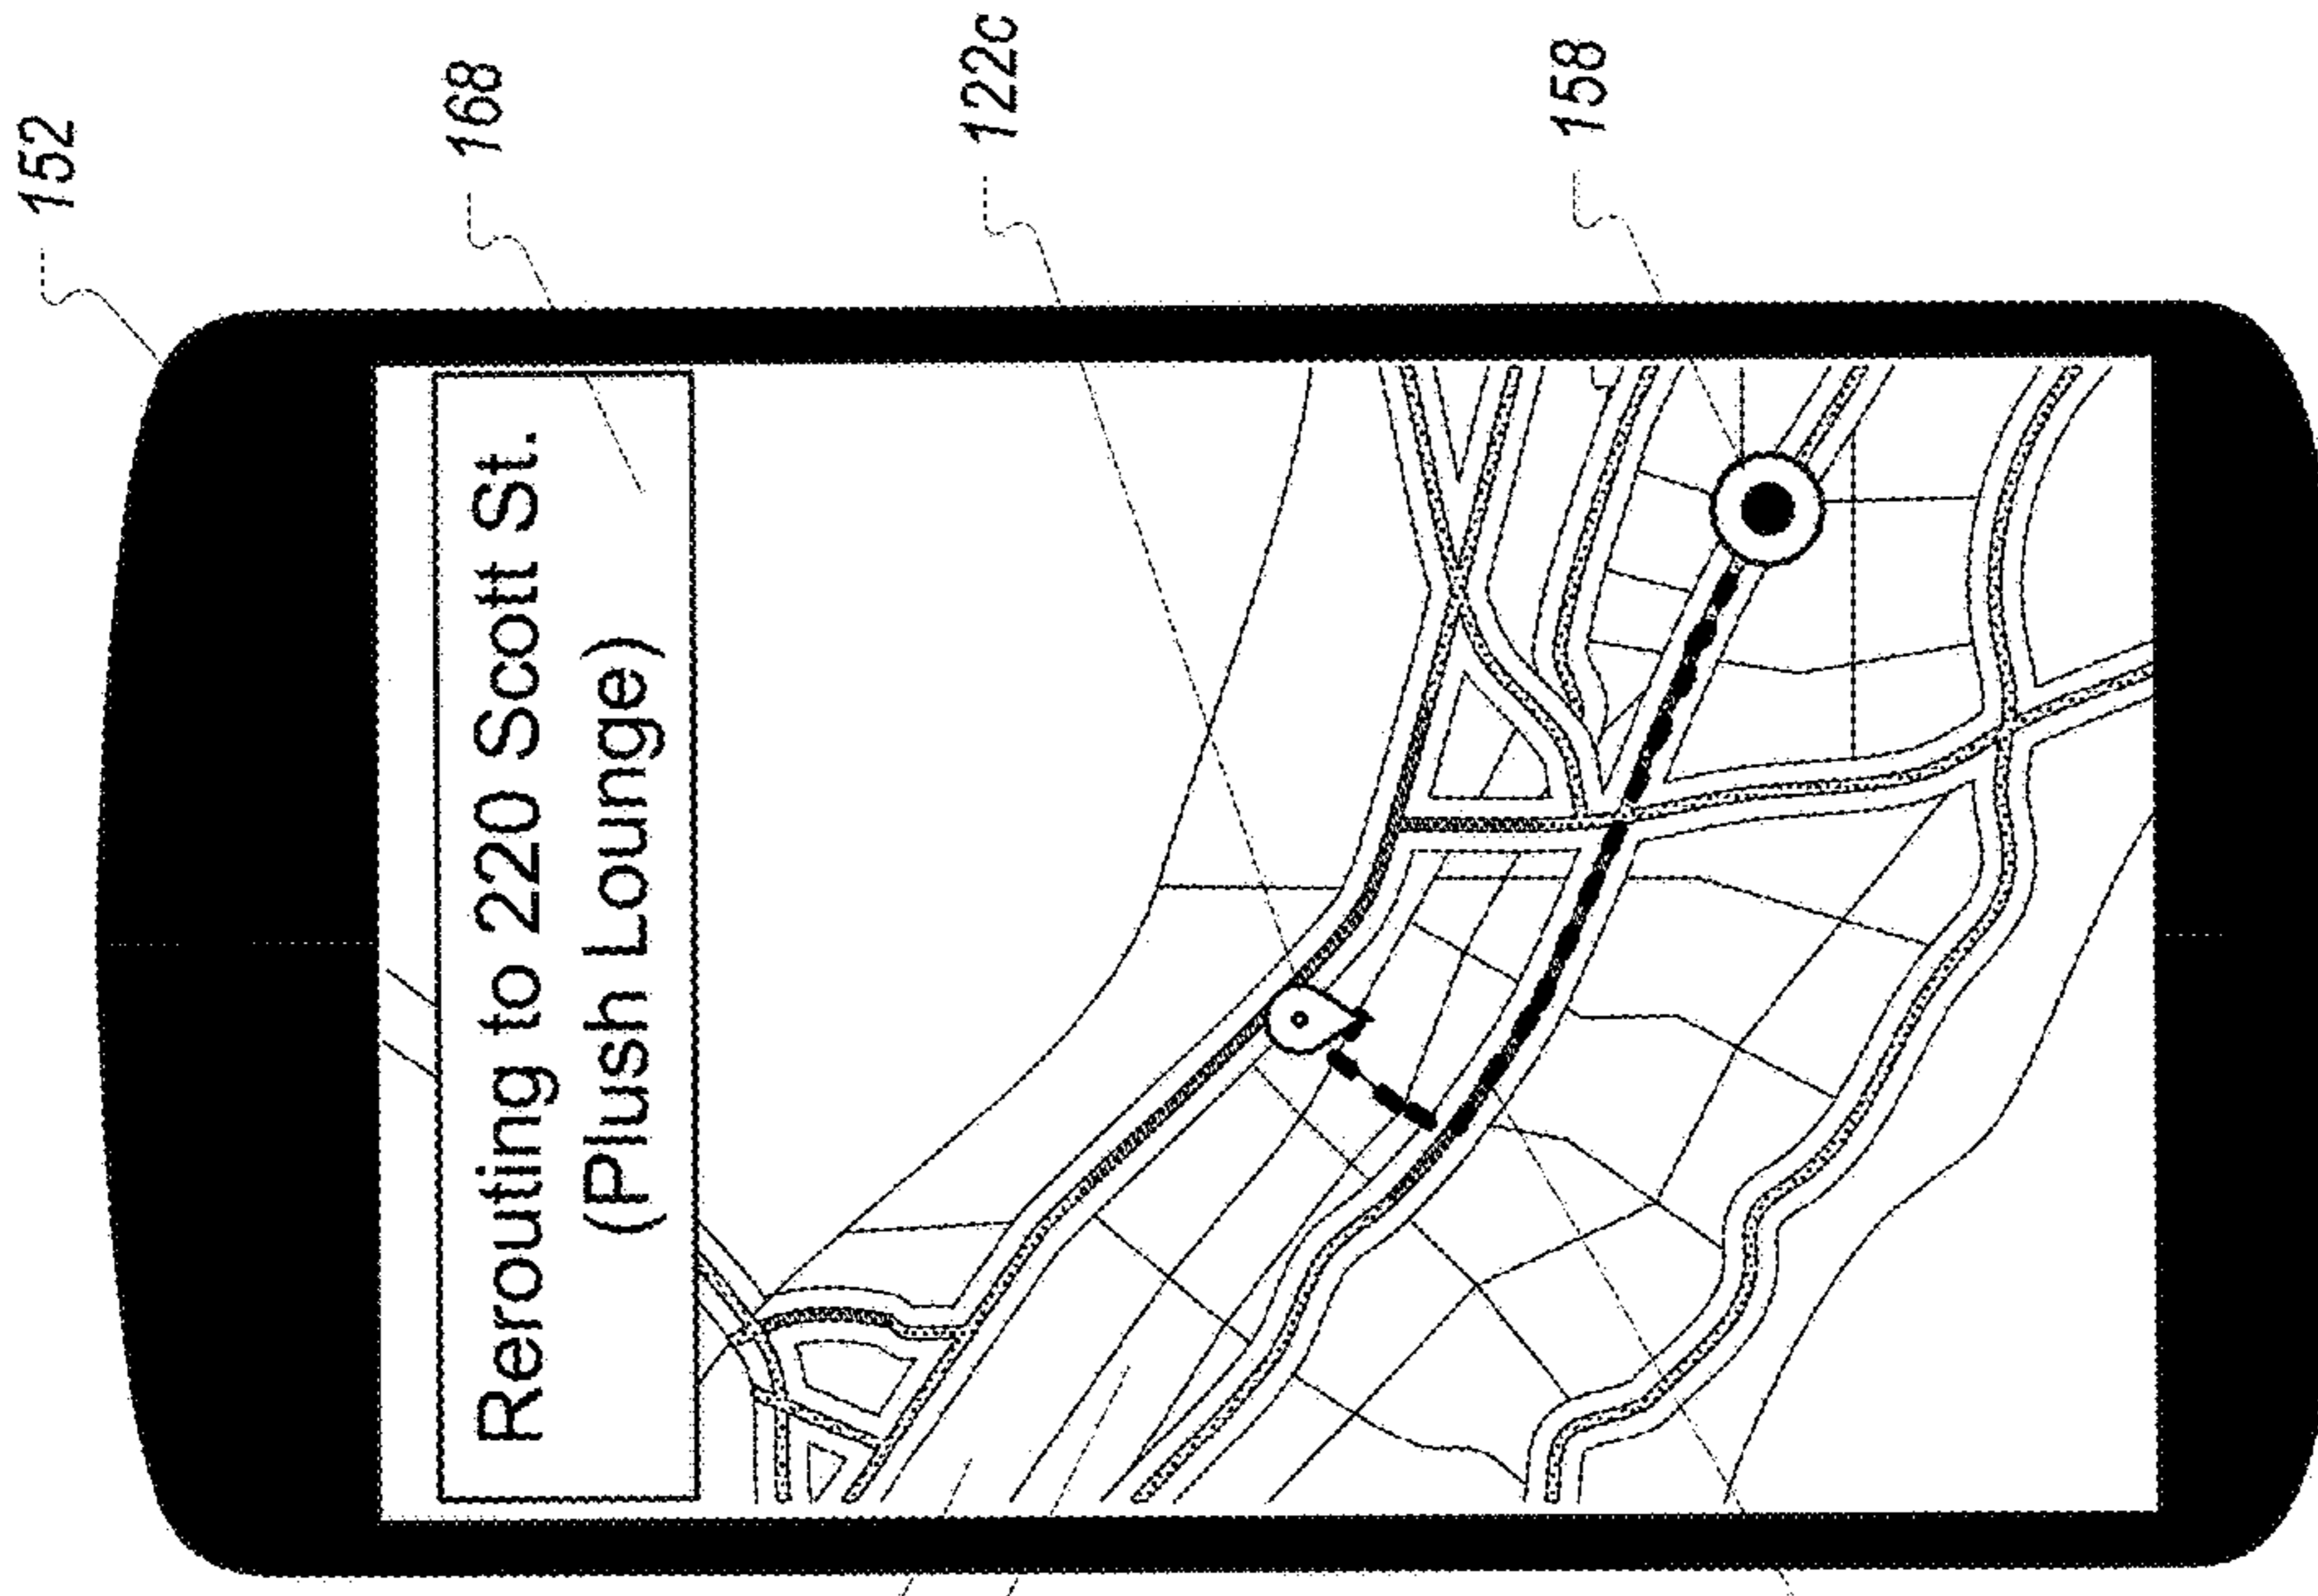 152
168
122c
158
Rerouting to 220 Scott St.
(Plush Lounge)